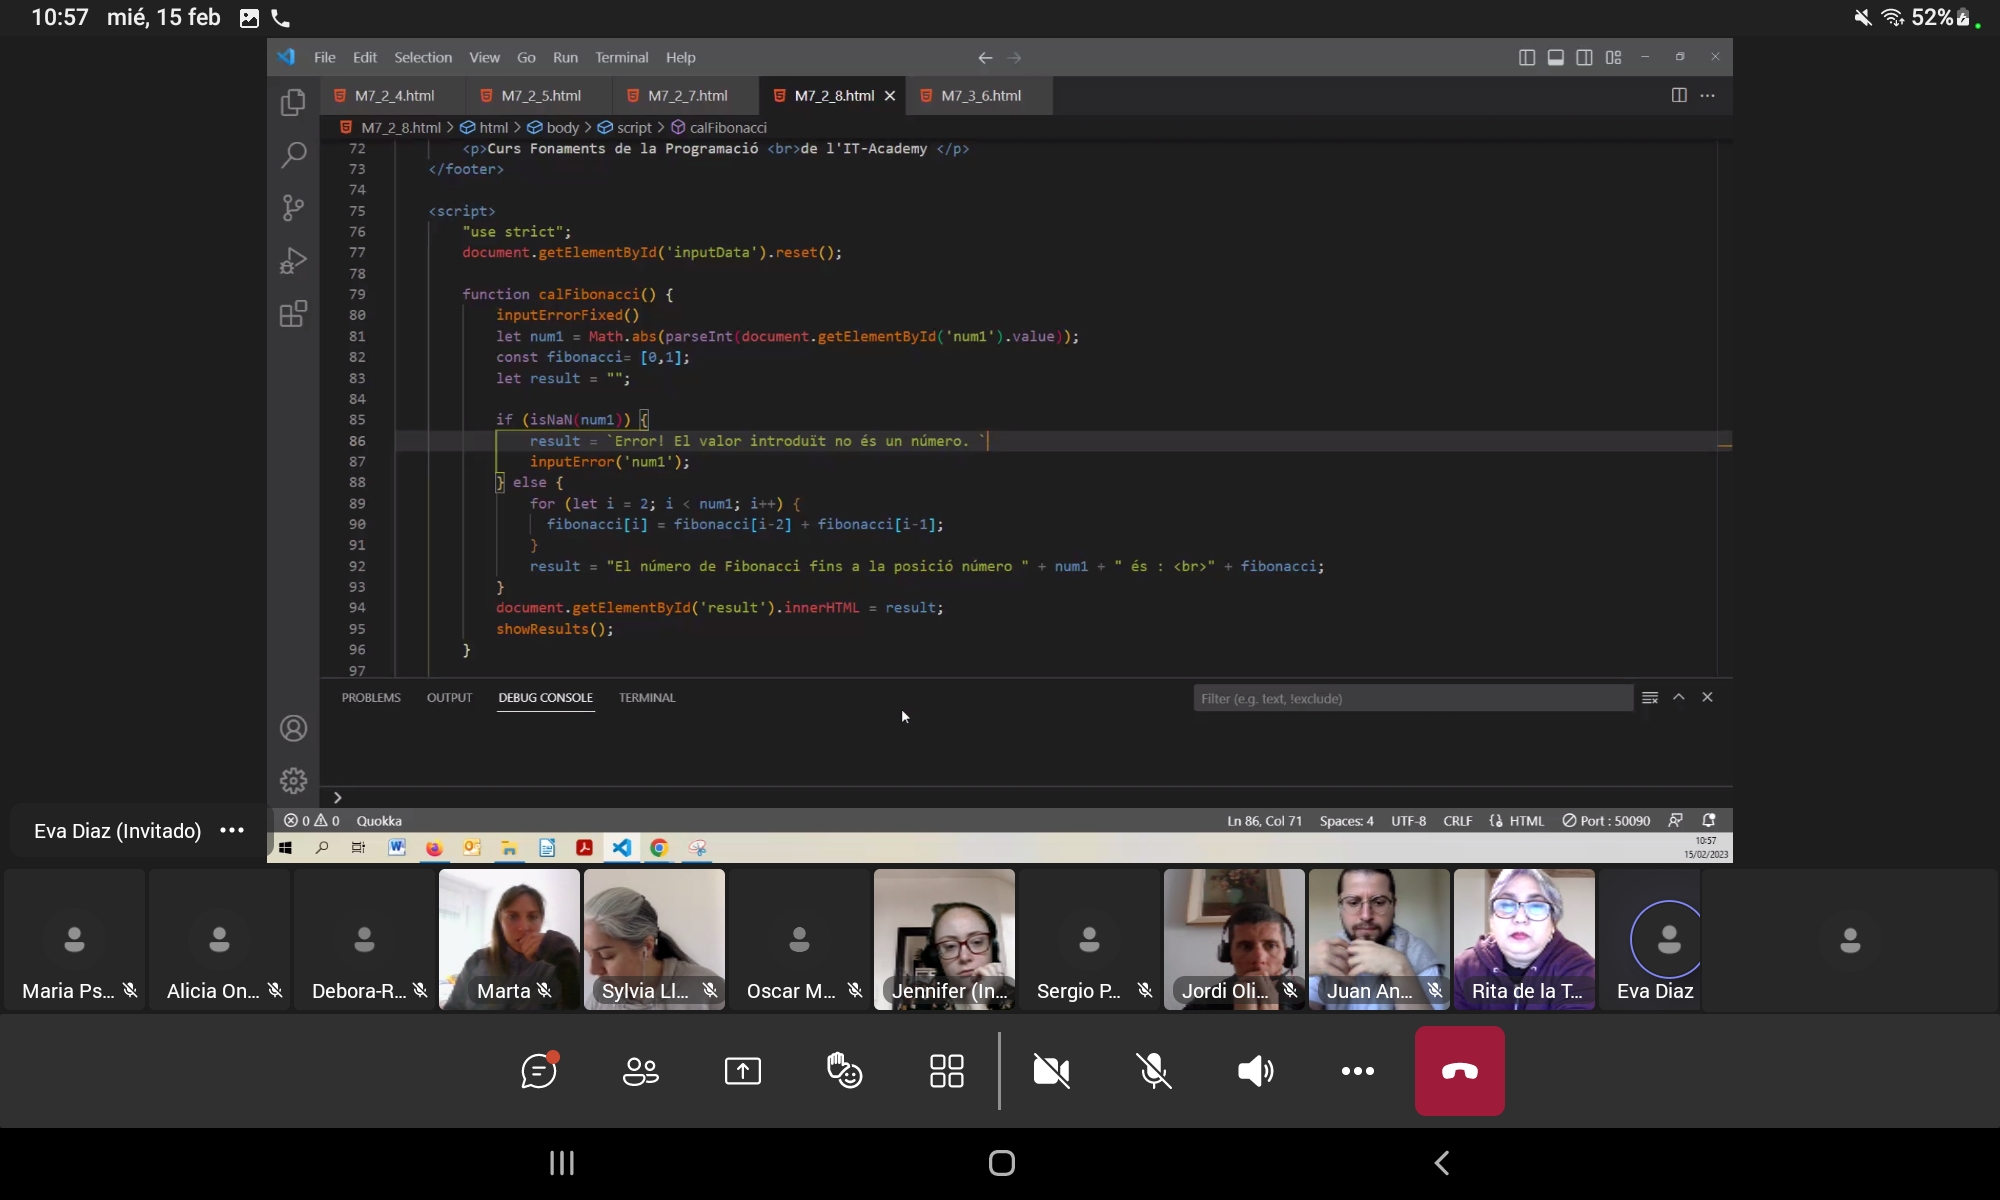 10:57 mié, 15 feb
52%
File Edit Selection View Go Run Terminal Help
M7_2_4.html M7_2_5.html M7_2_7.html M7_2_8.html M7_3_6.html
M7_2_8.html > html > body > script > calFibonacci
72 <p>Curs Fonaments de la Programació <br>de l'IT-Academy </p>
73 </footer>
74
75 <script>
76 "use strict";
77 document.getElementById('inputData').reset();
78
79 function calFibonacci() {
80 inputErrorFixed()
81 let num1 = Math.abs(parseInt(document.getElementById('num1').value));
82 const fibonacci= [0,1];
83 let result = "";
84
85 if (isNaN(num1)) {
86 result = `Error! El valor introduït no és un número. `
87 inputError('num1');
88 } else {
89 for (let i = 2; i < num1; i++) {
90 fibonacci[i] = fibonacci[i-2] + fibonacci[i-1];
91 }
92 result = "El número de Fibonacci fins a la posició número " + num1 + " és : <br>" + fibonacci;
93 }
94 document.getElementById('result').innerHTML = result;
95 showResults();
96 }
97
PROBLEMS OUTPUT DEBUG CONSOLE TERMINAL
Filter (e.g. text, !exclude)
Eva Diaz (Invitado) •••
0 0 Quokka
Ln 86, Col 71 Spaces: 4 UTF-8 CRLF HTML Port : 50090
10:57
15/02/2023
Maria Ps... Alicia On... Debora-R... Marta Sylvia Ll... Oscar M... Jennifer (In... Sergio P... Jordi Oli... Juan An... Rita de la T... Eva Diaz